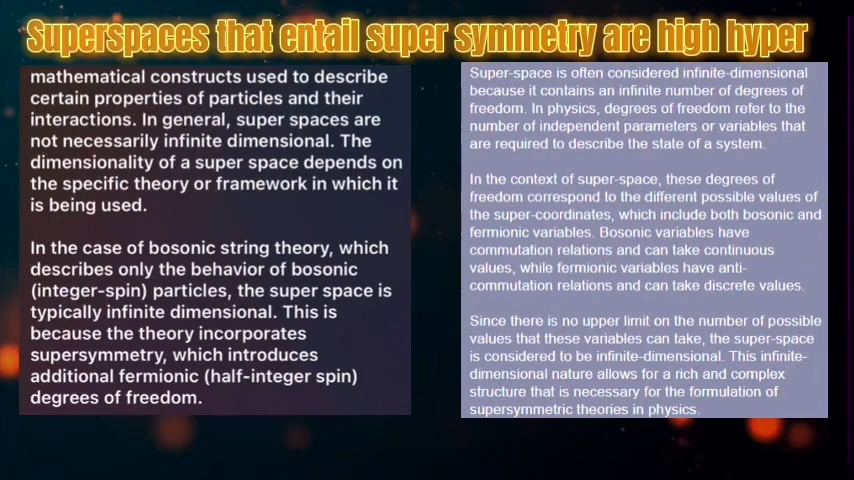 Superspaces that entail super symmetry are high hyper
mathematical constructs used to describe
certain properties of particles and their
interactions. In general, super spaces are
not necessarily infinite dimensional. The
dimensionality of a super space depends on
the specific theory or framework in which it
is being used.
In the case of bosonic string theory, which
describes only the behavior of bosonic
(integer-spin) particles, the super space is
typically infinite dimensional. This is
because the theory incorporates
supersymmetry, which introduces
additional fermionic (half-integer spin)
degrees of freedom.
Super-space is often considered infinite-dimensional
because it contains an infinite number of degrees of
freedom. In physics, degrees of freedom refer to the
number of independent parameters or variables that
are required to describe the state of a system.
In the context of super-space, these degrees of
freedom correspond to the different possible values of
the super-coordinates, which include both bosonic and
fermionic variables. Bosonic variables have
commutation relations and can take continuous
values, while fermionic variables have anti-
commutation relations and can take discrete values.
Since there is no upper limit on the number of possible
values that these variables can take, the super-space
is considered to be infinite-dimensional. This infinite-
dimensional nature allows for a rich and complex
structure that is necessary for the formulation of
supersymmetric theories in physics.